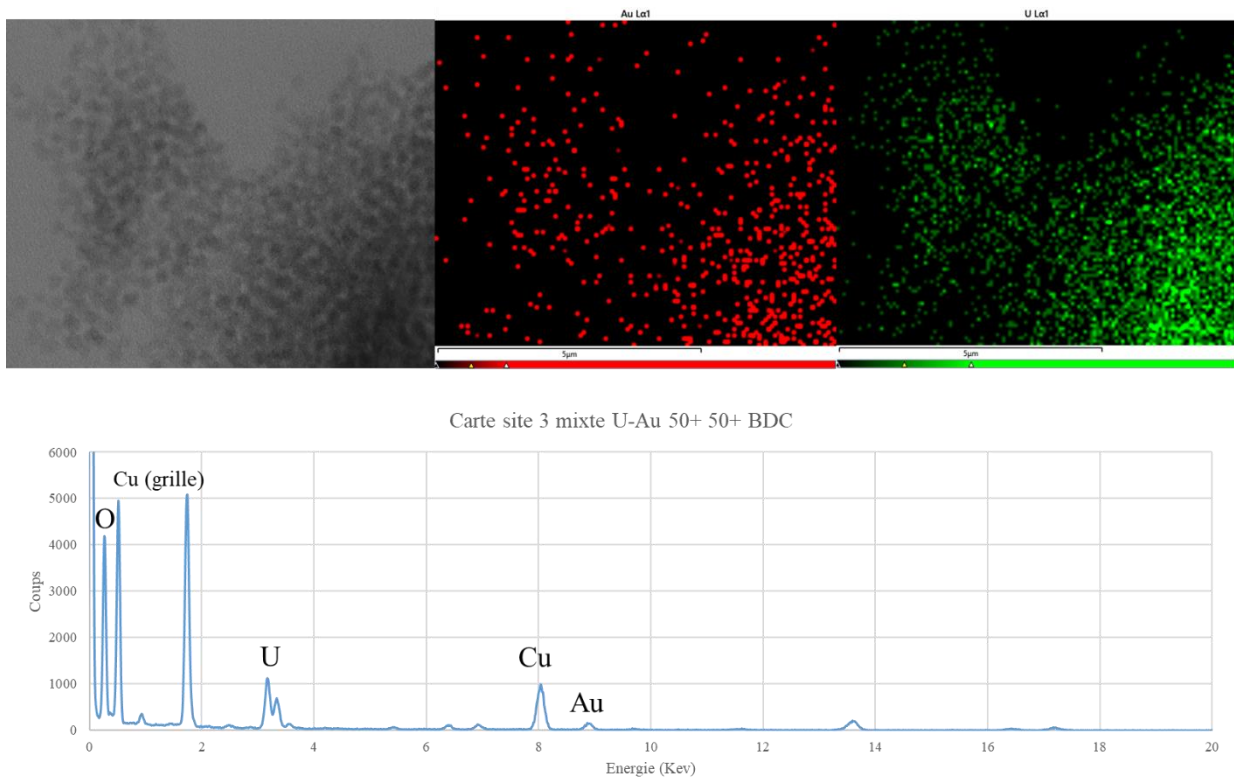 Au Lα1
U Lα1
5µm
5µm
Carte site 3 mixte U-Au 50+ 50+ BDC
6000
5000
4000
3000
2000
1000
0
Coups
Cu (grille)
O
U
Cu
Au
0 2 4 6 8 10 12 14 16 18 20
Energie (Kev)